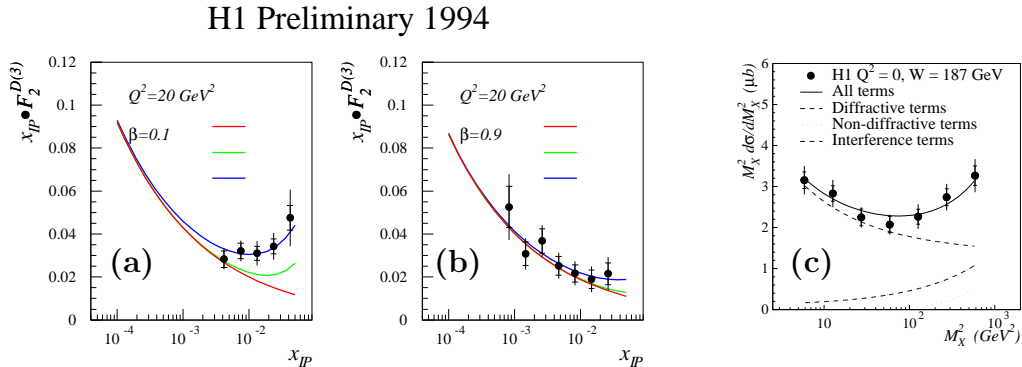 H1 Preliminary 1994
x_IP • F_2^D(3)
0.12
0.1
0.08
0.06
0.04
0.02
0
Q²=20 GeV²
β=0.1
(a)
10⁻⁴ 10⁻³ 10⁻² 10⁻¹
x_IP
x_IP • F_2^D(3)
0.12
0.1
0.08
0.06
0.04
0.02
0
Q²=20 GeV²
β=0.9
(b)
10⁻⁴ 10⁻³ 10⁻² 10⁻¹
x_IP
M_X² dσ/dM_X² (μb)
6
5
4
3
2
1
0
H1 Q² = 0, W = 187 GeV
All terms
Diffractive terms
Non-diffractive terms
Interference terms
(c)
10 10² 10³
M_X² (GeV²)